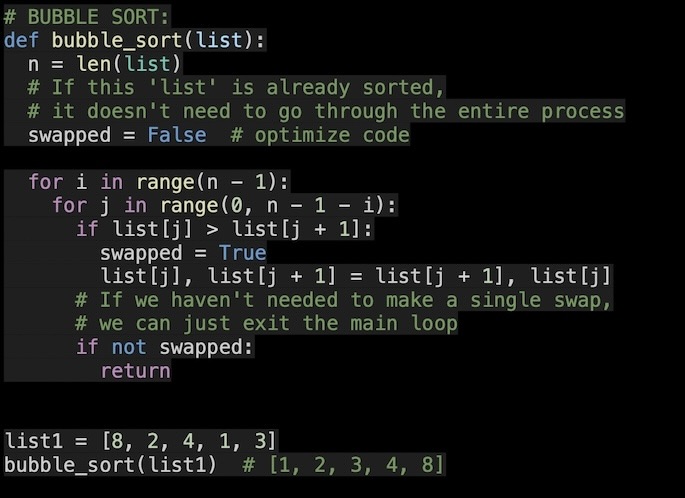 # BUBBLE SORT:
def bubble_sort(list):
  n = len(list)
  # If this 'list' is already sorted,
  # it doesn't need to go through the entire process
  swapped = False  # optimize code

  for i in range(n - 1):
    for j in range(0, n - 1 - i):
      if list[j] > list[j + 1]:
        swapped = True
        list[j], list[j + 1] = list[j + 1], list[j]
      # If we haven't needed to make a single swap,
      # we can just exit the main loop
      if not swapped:
        return


list1 = [8, 2, 4, 1, 3]
bubble_sort(list1)  # [1, 2, 3, 4, 8]